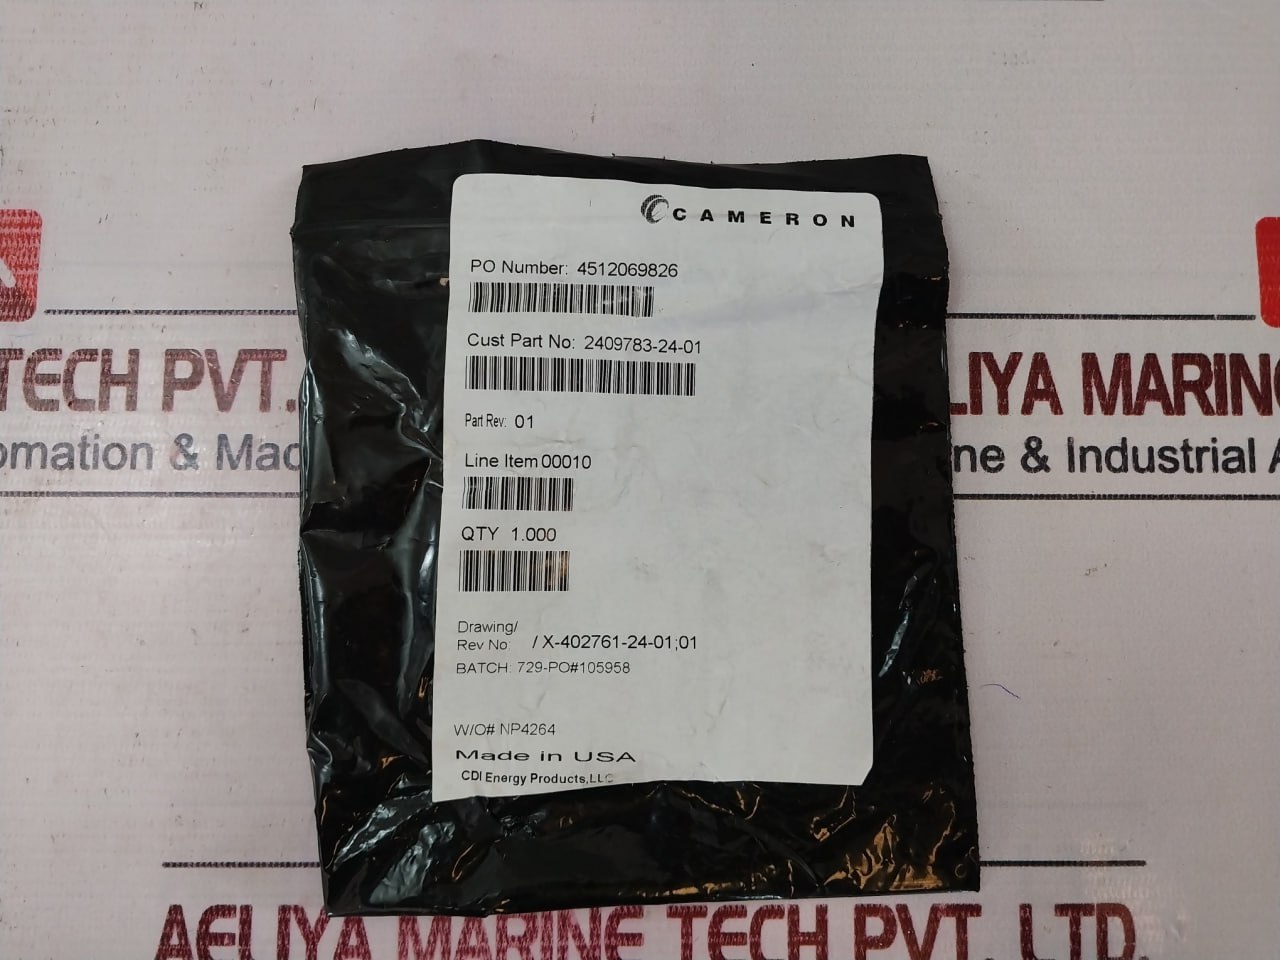 CAMERON
PO Number: 4512069826
Cust Part No: 2409783-24-01
Part Rev: 01
Line Item 00010
QTY 1.000
Drawing/
Rev No: / X-402761-24-01;01
BATCH: 729-PO#105958
W/O# NP4264
Made in USA
CDI Energy Products,LLC
TECH PVT.
omation & Mac
LIYA MARIN
ne & Industrial A
AELIYA MARINE TECH PVT. LTD.